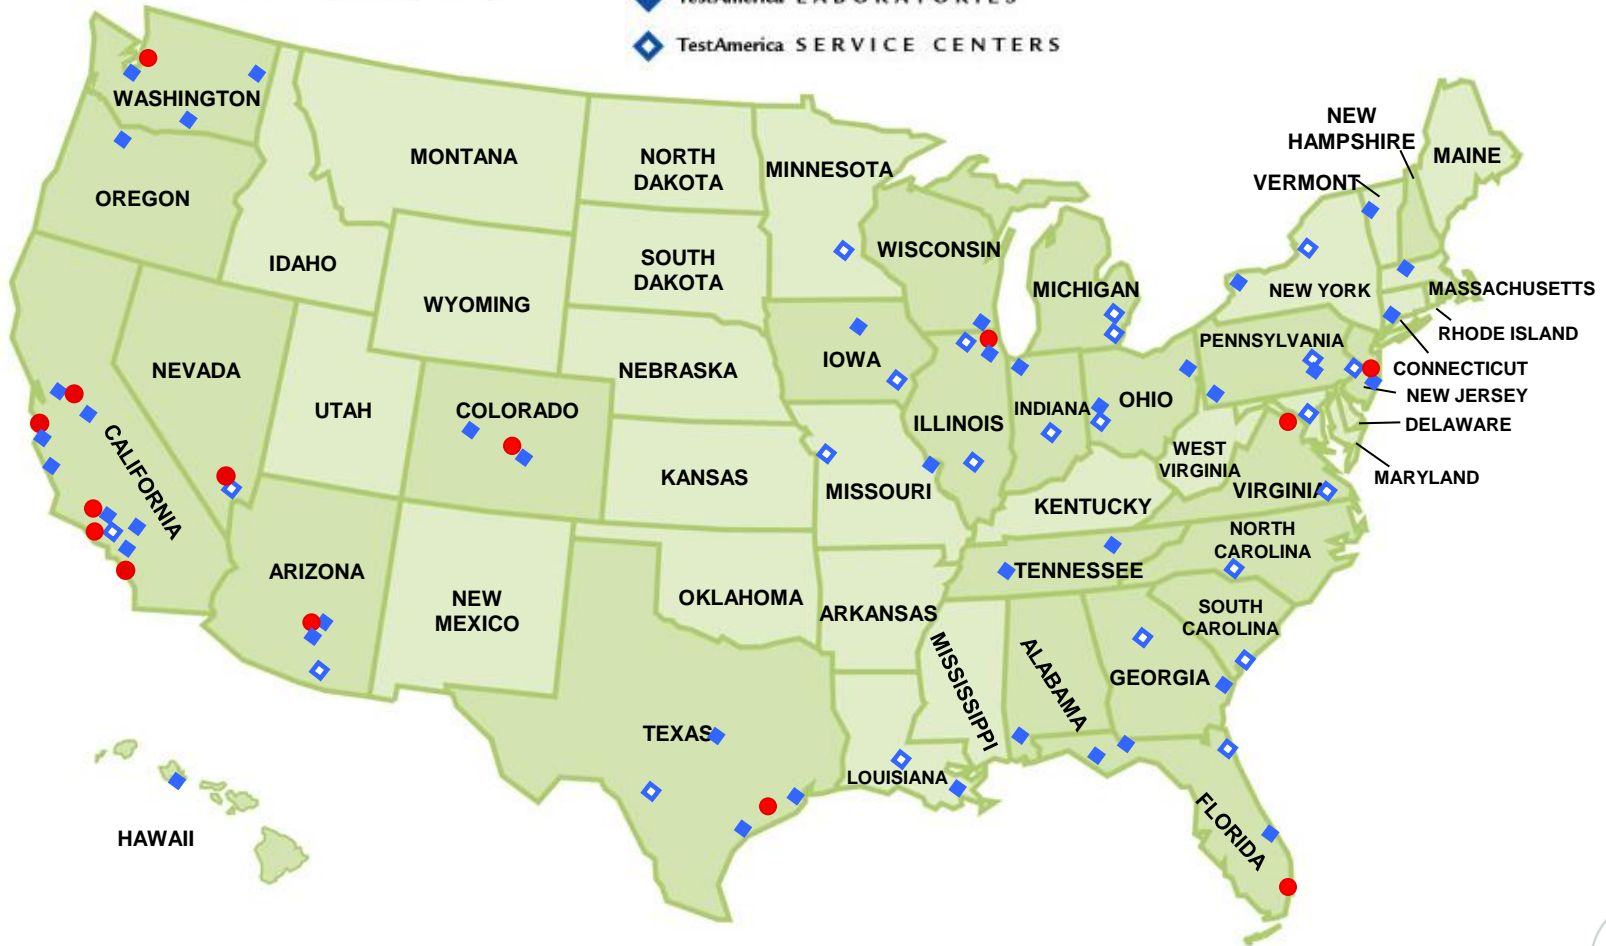 TestAmerica LABORATORIES
TestAmerica SERVICE CENTERS
WASHINGTON
OREGON
IDAHO
MONTANA
WYOMING
NORTH
DAKOTA
SOUTH
DAKOTA
MINNESOTA
WISCONSIN
MICHIGAN
NEW
HAMPSHIRE
VERMONT
MAINE
NEW YORK
MASSACHUSETTS
RHODE ISLAND
CONNECTICUT
NEW JERSEY
DELAWARE
MARYLAND
PENNSYLVANIA
NEVADA
UTAH
COLORADO
NEBRASKA
IOWA
ILLINOIS
INDIANA
OHIO
WEST
VIRGINIA
VIRGINIA
CALIFORNIA
KANSAS
MISSOURI
KENTUCKY
NORTH
CAROLINA
TENNESSEE
ARIZONA
NEW
MEXICO
OKLAHOMA
ARKANSAS
SOUTH
CAROLINA
MISSISSIPPI
ALABAMA
GEORGIA
TEXAS
LOUISIANA
FLORIDA
HAWAII